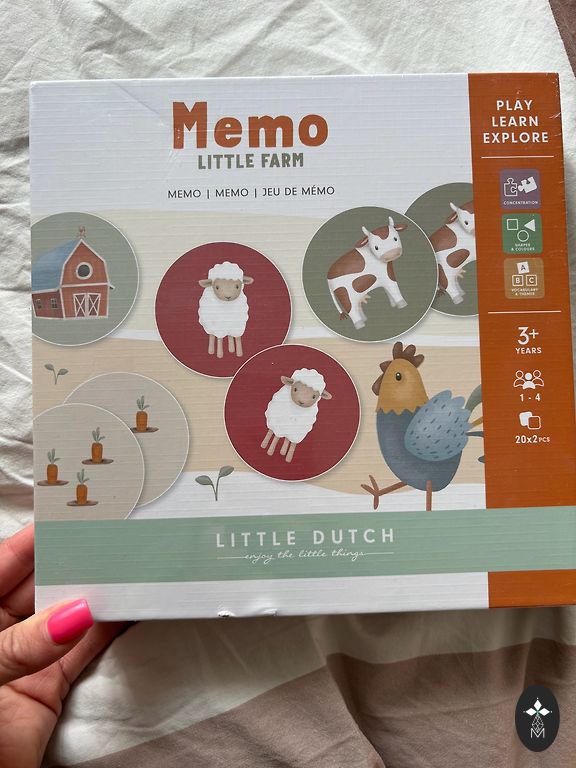 Memo
LITTLE FARM
MEMO | MEMO | JEU DE MÉMO
PLAY
LEARN
EXPLORE
CONCENTRATION
SHAPES
& COLOURS
A
B C
VOCABULARY
& THEMES
3+
YEARS
1 - 4
20x2 PCS
LITTLE DUTCH
enjoy the little things
M